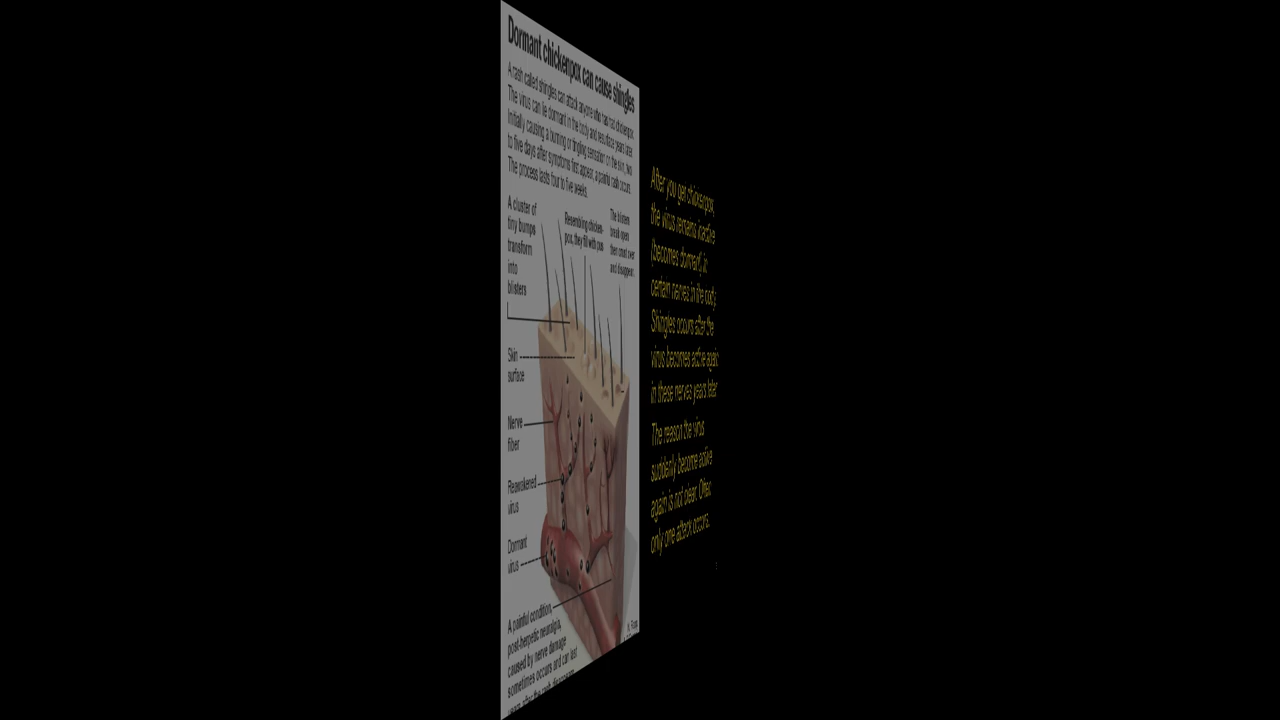 Dormant chickenpox can cause shingles
A rash called shingles can attack anyone who has had chickenpox.
The virus can lie dormant in the body and resurface years later.
Initially causing a burning or tingling sensation on the skin, two
to five days after symptoms first appear, a painful rash occurs.
The process lasts four to five weeks.
A cluster of
tiny bumps
transform
into
blisters
Resembling chicken-
pox, they fill with pus
The blisters
break open
then crust over
and disappear
Skin
surface
Nerve
fiber
Reawakened
virus
Dormant
virus
A painful condition,
post-herpetic neuralgia,
caused by nerve damage
sometimes occurs and can last
After you get chickenpox,
the virus remains inactive
(becomes dormant) in
certain nerves in the body.
Shingles occurs after the
virus becomes active again
in these nerves years later
The reason the virus
suddenly become active
again is not clear. Often
only one attack occurs.